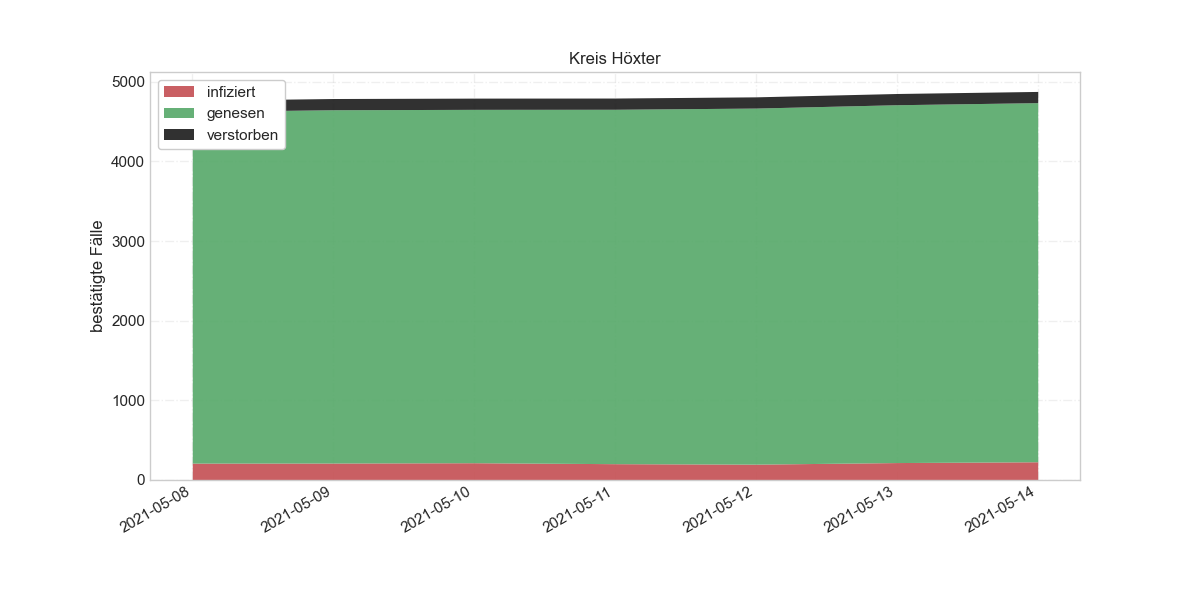 Kreis Höxter
infiziert
genesen
verstorben
bestätigte Fälle
5000
4000
3000
2000
1000
0
2021-05-08
2021-05-09
2021-05-10
2021-05-11
2021-05-12
2021-05-13
2021-05-14